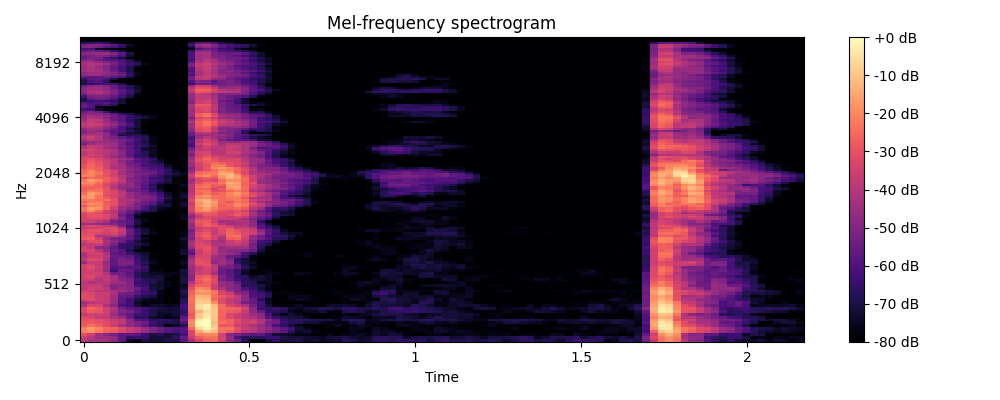 Mel-frequency spectrogram
Hz
8192
4096
2048
1024
512
0
0
0.5
1
1.5
2
Time
+0 dB
-10 dB
-20 dB
-30 dB
-40 dB
-50 dB
-60 dB
-70 dB
-80 dB